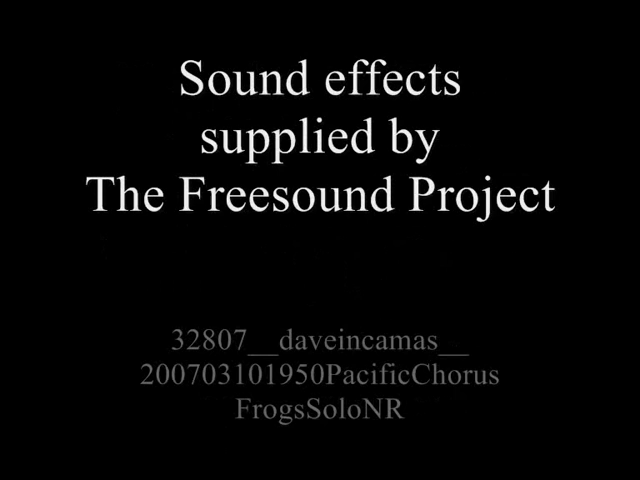 Sound effects
supplied by
The Freesound Project
32807__daveincamas__
200703101950PacificChorus
FrogsSoloNR